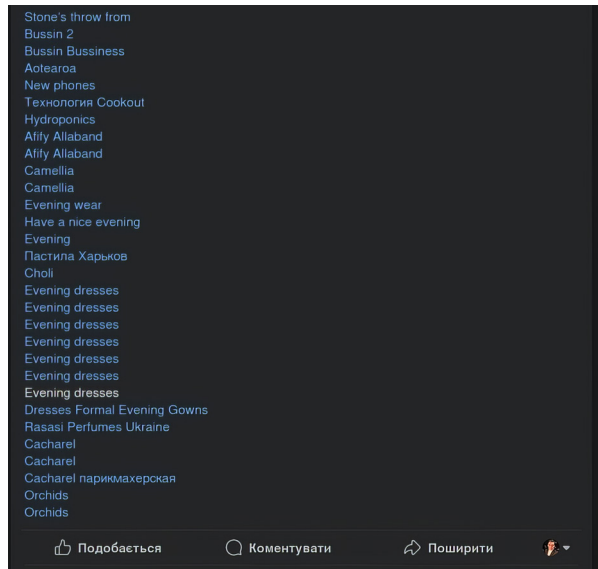 Stone's throw from
Bussin 2
Bussin Bussiness
Aotearoa
New phones
Технология Cookout
Hydroponics
Afify Allaband
Afify Allaband
Camellia
Camellia
Evening wear
Have a nice evening
Evening
Пастила Харьков
Choli
Evening dresses
Evening dresses
Evening dresses
Evening dresses
Evening dresses
Evening dresses
Evening dresses
Dresses Formal Evening Gowns
Rasasi Perfumes Ukraine
Cacharel
Cacharel
Cacharel парикмахерская
Orchids
Orchids
Подобається Коментувати Поширити